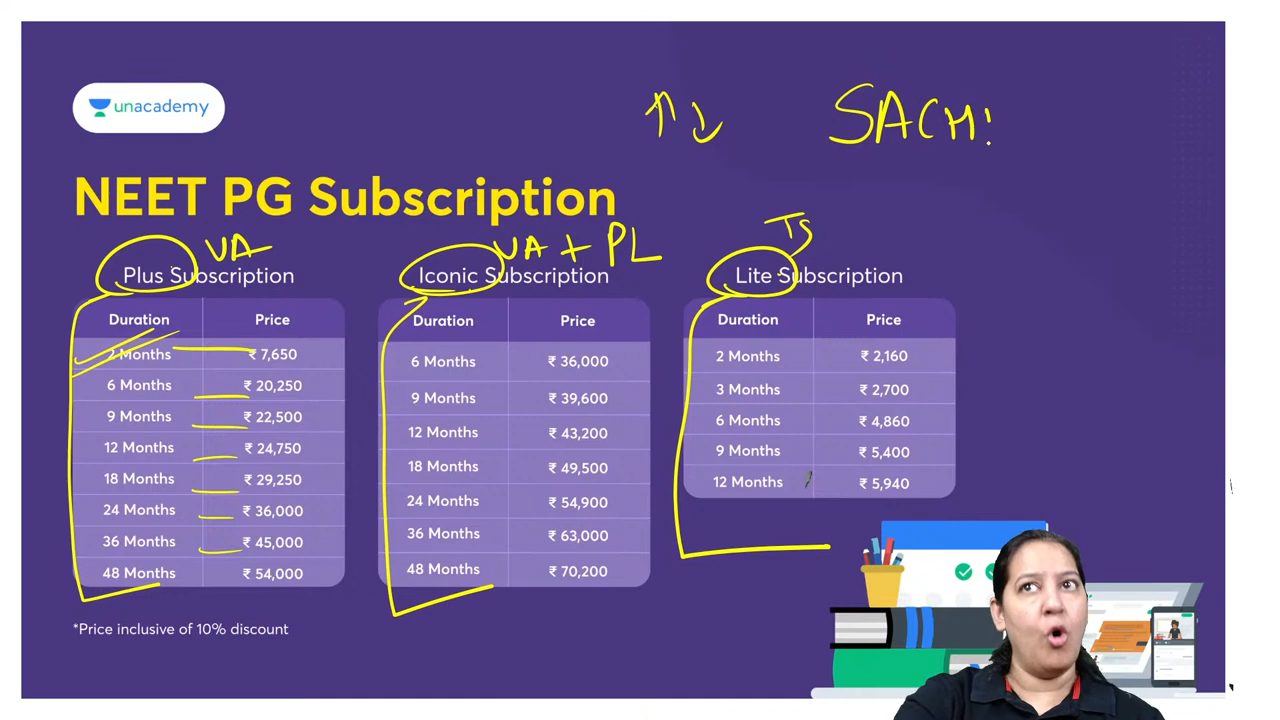 unacademy
↑↓ SACHI
NEET PG Subscription
VA
VA + PL
Ts
Plus Subscription
Duration Price
2 Months ₹ 7,650
6 Months ₹ 20,250
9 Months ₹ 22,500
12 Months ₹ 24,750
18 Months ₹ 29,250
24 Months ₹ 36,000
36 Months ₹ 45,000
48 Months ₹ 54,000
Iconic Subscription
Duration Price
6 Months ₹ 36,000
9 Months ₹ 39,600
12 Months ₹ 43,200
18 Months ₹ 49,500
24 Months ₹ 54,900
36 Months ₹ 63,000
48 Months ₹ 70,200
Lite Subscription
Duration Price
2 Months ₹ 2,160
3 Months ₹ 2,700
6 Months ₹ 4,860
9 Months ₹ 5,400
12 Months ₹ 5,940
*Price inclusive of 10% discount